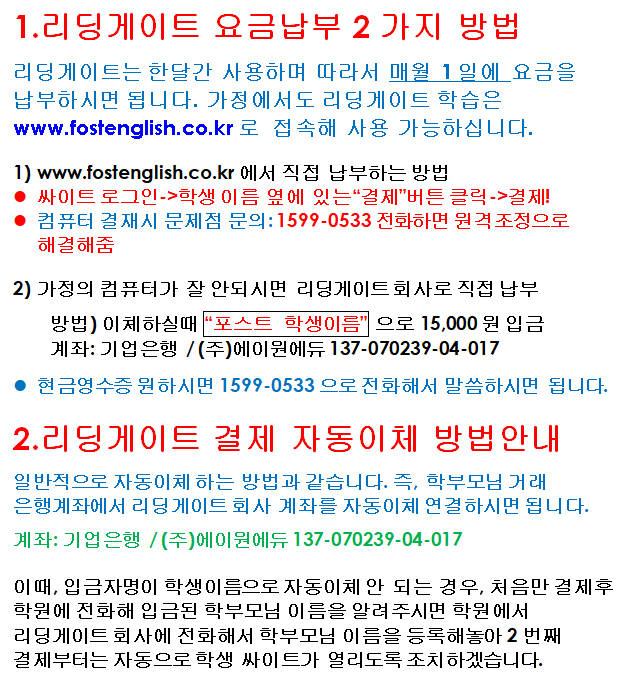 1.리딩게이트 요금납부 2 가지 방법
리딩게이트는 한달간 사용하며 따라서 매월 1 일에 요금을
납부하시면 됩니다. 가정에서도 리딩게이트 학습은
www.fostenglish.co.kr 로 접속해 사용 가능하십니다.
1) www.fostenglish.co.kr 에서 직접 납부하는 방법
● 싸이트 로그인->학생 이름 옆에 있는“결제”버튼 클릭->결제!
● 컴퓨터 결재시 문제점 문의: 1599-0533 전화하면 원격조정으로
해결해줌
2) 가정의 컴퓨터가 잘 안되시면 리딩게이트 회사로 직접 납부
방법) 이체하실때 “포스트 학생이름” 으로 15,000 원 입금
계좌: 기업은행 / (주)에이원에듀 137-070239-04-017
● 현금영수증 원하시면 1599-0533 으로 전화해서 말씀하시면 됩니다.
2.리딩게이트 결제 자동이체 방법안내
일반적으로 자동이체 하는 방법과 같습니다. 즉, 학부모님 거래
은행계좌에서 리딩게이트 회사 계좌를 자동이체 연결하시면 됩니다.
계좌: 기업은행 / (주)에이원에듀 137-070239-04-017
이때, 입금자명이 학생이름으로 자동이체 안 되는 경우, 처음만 결제후
학원에 전화해 입금된 학부모님 이름을 알려주시면 학원에서
리딩게이트 회사에 전화해서 학부모님 이름을 등록해놓아 2 번째
결제부터는 자동으로 학생 싸이트가 열리도록 조치하겠습니다.